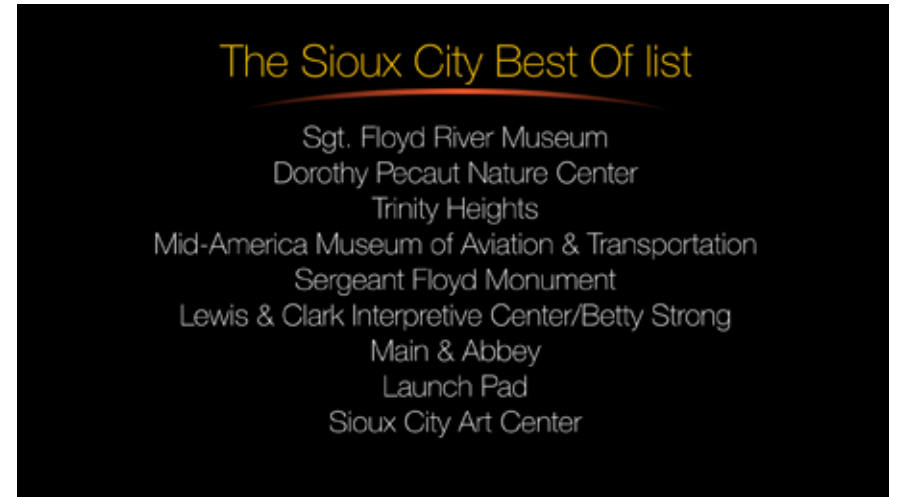 The Sioux City Best Of list
Sgt. Floyd River Museum
Dorothy Pecaut Nature Center
Trinity Heights
Mid-America Museum of Aviation & Transportation
Sergeant Floyd Monument
Lewis & Clark Interpretive Center/Betty Strong
Main & Abbey
Launch Pad
Sioux City Art Center